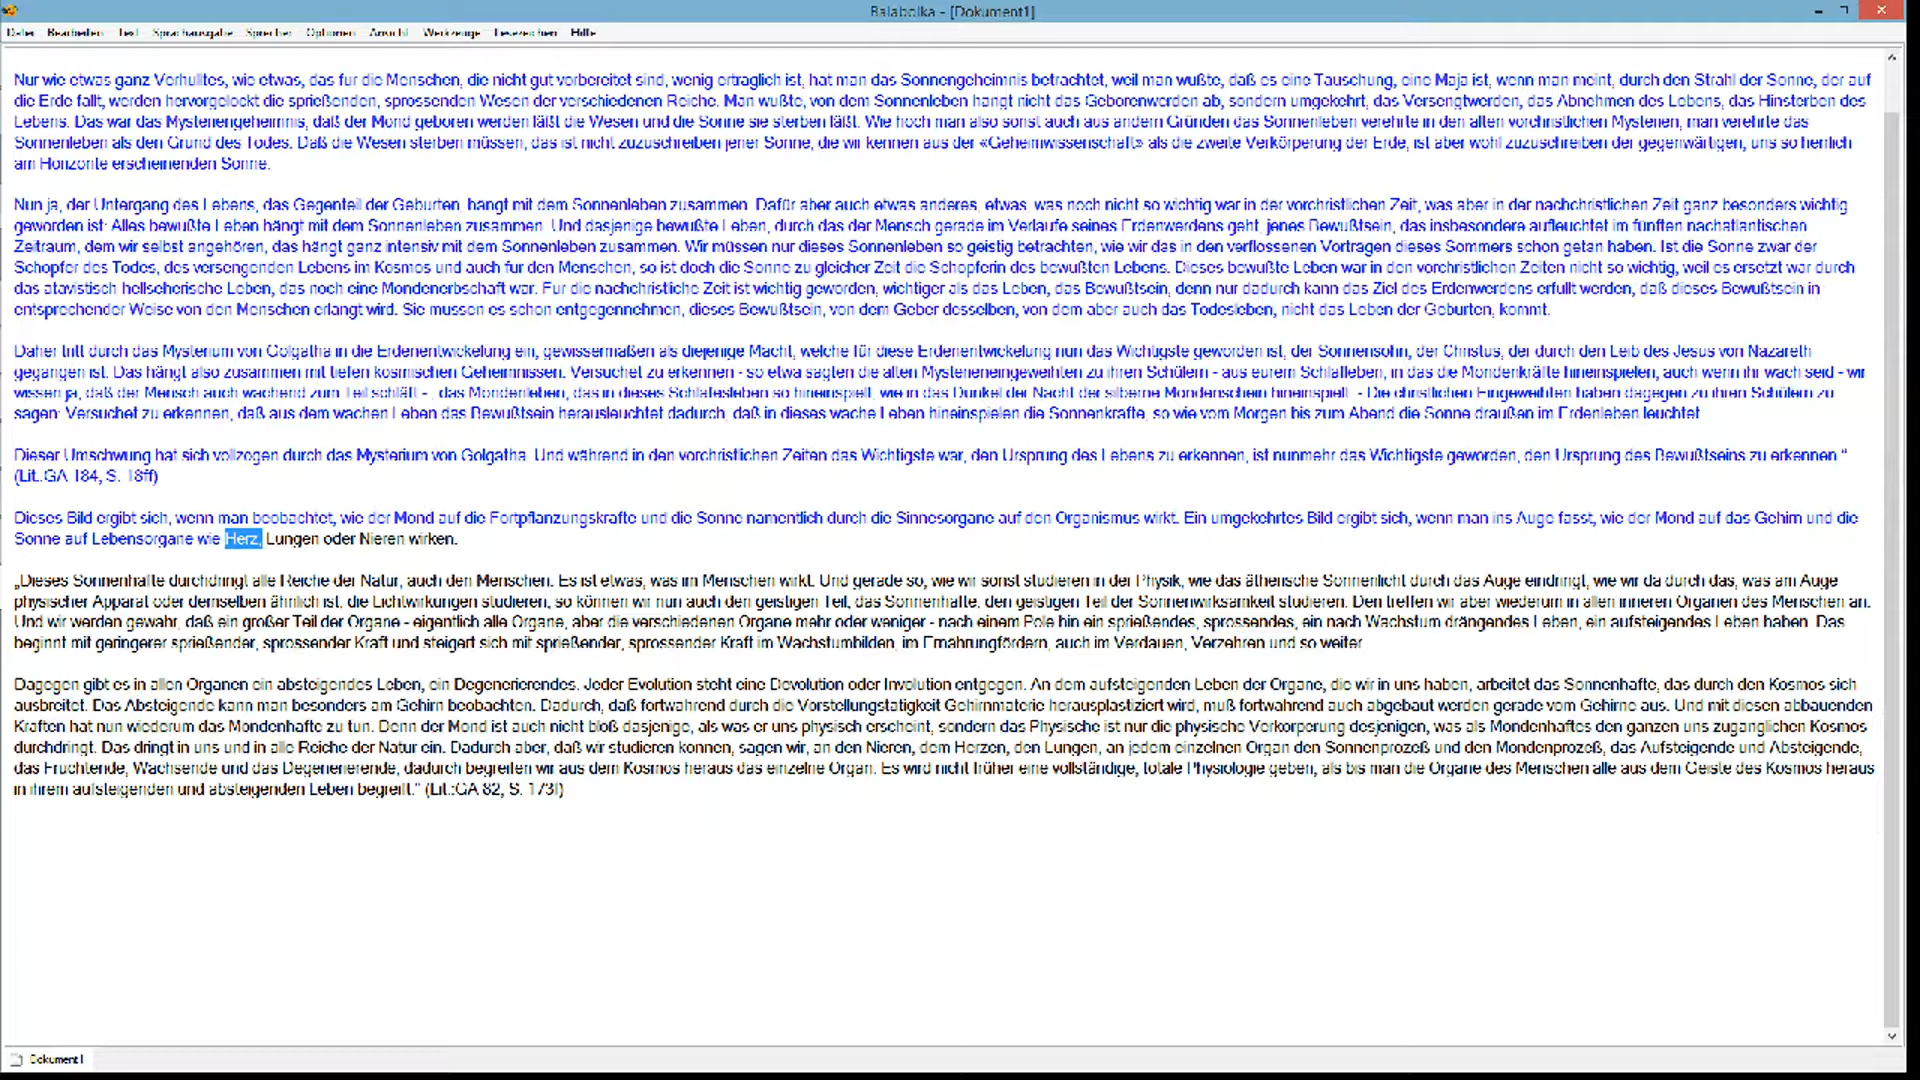 Balabolka - [Dokument1]
Datei Bearbeiten Text Sprachausgabe Sprecher Optionen Ansicht Werkzeuge Lesezeichen Hilfe
Nur wie etwas ganz Verhülltes, wie etwas, das für die Menschen, die nicht gut vorbereitet sind, wenig erträglich ist, hat man das Sonnengeheimnis betrachtet, weil man wußte, daß es eine Täuschung, eine Maja ist, wenn man meint, durch den Strahl der Sonne, der auf
die Erde fällt, werden hervorgelockt die sprießenden, sprossenden Wesen der verschiedenen Reiche. Man wußte, von dem Sonnenleben hängt nicht das Geborenwerden ab, sondern umgekehrt, das Versengtwerden, das Abnehmen des Lebens, das Hinsterben des
Lebens. Das war das Mysteriengeheimnis, daß der Mond geboren werden läßt die Wesen und die Sonne sie sterben läßt. Wie hoch man also sonst auch aus andern Gründen das Sonnenleben verehrte in den alten vorchristlichen Mysterien, man verehrte das
Sonnenleben als den Grund des Todes. Daß die Wesen sterben müssen, das ist nicht zuzuschreiben jener Sonne, die wir kennen aus der «Geheimwissenschaft» als die zweite Verkörperung der Erde, ist aber wohl zuzuschreiben der gegenwärtigen, uns so herrlich
am Horizonte erscheinenden Sonne.
Nun ja, der Untergang des Lebens, das Gegenteil der Geburten, hängt mit dem Sonnenleben zusammen. Dafür aber auch etwas anderes, etwas, was noch nicht so wichtig war in der vorchristlichen Zeit, was aber in der nachchristlichen Zeit ganz besonders wichtig
geworden ist: Alles bewußte Leben hängt mit dem Sonnenleben zusammen. Und dasjenige bewußte Leben, durch das der Mensch gerade im Verlaufe seines Erdenwerdens geht, jenes Bewußtsein, das insbesondere aufleuchtet im fünften nachatlantischen
Zeitraum, dem wir selbst angehören, das hängt ganz intensiv mit dem Sonnenleben zusammen. Wir müssen nur dieses Sonnenleben so geistig betrachten, wie wir das in den verflossenen Vorträgen dieses Sommers schon getan haben. Ist die Sonne zwar der
Schöpfer des Todes, des versengenden Lebens im Kosmos und auch für den Menschen, so ist doch die Sonne zu gleicher Zeit die Schöpferin des bewußten Lebens. Dieses bewußte Leben war in den vorchristlichen Zeiten nicht so wichtig, weil es ersetzt war durch
das atavistisch hellseherische Leben, das noch eine Mondenerbschaft war. Für die nachchristliche Zeit ist wichtig geworden, wichtiger als das Leben, das Bewußtsein, denn nur dadurch kann das Ziel des Erdenwerdens erfüllt werden, daß dieses Bewußtsein in
entsprechender Weise von den Menschen erlangt wird. Sie müssen es schon entgegennehmen, dieses Bewußtsein, von dem Geber desselben, von dem aber auch das Todesleben, nicht das Leben der Geburten, kommt.
Daher tritt durch das Mysterium von Golgatha in die Erdenentwickelung ein, gewissermaßen als diejenige Macht, welche für diese Erdenentwickelung nun das Wichtigste geworden ist, der Sonnensohn, der Christus, der durch den Leib des Jesus von Nazareth
gegangen ist. Das hängt also zusammen mit tiefen kosmischen Geheimnissen. Versuchet zu erkennen - so etwa sagten die alten Mysterieneingeweihten zu ihren Schülern - aus eurem Schlafleben, in das die Mondenkräfte hineinspielen, auch wenn ihr wach seid - wir
wissen ja, daß der Mensch auch wachend zum Teil schläft - , das Mondenleben, das in dieses Schlafesleben so hineinspielt, wie in das Dunkel der Nacht der silberne Mondenschein hineinspielt. - Die christlichen Eingeweihten haben dagegen zu ihren Schülern zu
sagen: Versuchet zu erkennen, daß aus dem wachen Leben das Bewußtsein herausleuchtet dadurch, daß in dieses wache Leben hineinspielen die Sonnenkräfte, so wie vom Morgen bis zum Abend die Sonne draußen im Erdenleben leuchtet
Dieser Umschwung hat sich vollzogen durch das Mysterium von Golgatha. Und während in den vorchristlichen Zeiten das Wichtigste war, den Ursprung des Lebens zu erkennen, ist nunmehr das Wichtigste geworden, den Ursprung des Bewußtseins zu erkennen.“
(Lit.:GA 184, S. 18ff)
Dieses Bild ergibt sich, wenn man beobachtet, wie der Mond auf die Fortpflanzungskräfte und die Sonne namentlich durch die Sinnesorgane auf den Organismus wirkt. Ein umgekehrtes Bild ergibt sich, wenn man ins Auge fasst, wie der Mond auf das Gehirn und die
Sonne auf Lebensorgane wie Herz, Lungen oder Nieren wirken.
„Dieses Sonnenhafte durchdringt alle Reiche der Natur, auch den Menschen. Es ist etwas, was im Menschen wirkt. Und gerade so, wie wir sonst studieren in der Physik, wie das ätherische Sonnenlicht durch das Auge eindringt, wie wir da durch das, was am Auge
physischer Apparat oder demselben ähnlich ist, die Lichtwirkungen studieren, so können wir nun auch den geistigen Teil, das Sonnenhafte, den geistigen Teil der Sonnenwirksamkeit studieren. Den treffen wir aber wiederum in allen inneren Organen des Menschen an.
Und wir werden gewahr, daß ein großer Teil der Organe - eigentlich alle Organe, aber die verschiedenen Organe mehr oder weniger - nach einem Pole hin ein sprießendes, sprossendes, ein nach Wachstum drängendes Leben, ein aufsteigendes Leben haben. Das
beginnt mit geringerer sprießender, sprossender Kraft und steigert sich mit sprießender, sprossender Kraft im Wachstumbilden, im Ernährungfördern, auch im Verdauen, Verzehren und so weiter
Dagegen gibt es in allen Organen ein absteigendes Leben, ein Degenerierendes. Jeder Evolution steht eine Devolution oder Involution entgegen. An dem aufsteigenden Leben der Organe, die wir in uns haben, arbeitet das Sonnenhafte, das durch den Kosmos sich
ausbreitet. Das Absteigende kann man besonders am Gehirn beobachten. Dadurch, daß fortwährend durch die Vorstellungstätigkeit Gehirnmaterie herausplastiziert wird, muß fortwährend auch abgebaut werden gerade vom Gehirne aus. Und mit diesen abbauenden
Kräften hat nun wiederum das Mondenhafte zu tun. Denn der Mond ist auch nicht bloß dasjenige, als was er uns physisch erscheint, sondern das Physische ist nur die physische Verkörperung desjenigen, was als Mondenhaftes den ganzen uns zugänglichen Kosmos
durchdringt. Das dringt in uns und in alle Reiche der Natur ein. Dadurch aber, daß wir studieren können, sagen wir, an den Nieren, dem Herzen, den Lungen, an jedem einzelnen Organ den Sonnenprozeß und den Mondenprozeß, das Aufsteigende und Absteigende,
das Fruchtende, Wachsende und das Degenerierende, dadurch begreifen wir aus dem Kosmos heraus das einzelne Organ. Es wird nicht früher eine vollständige, totale Physiologie geben, als bis man die Organe des Menschen alle aus dem Geiste des Kosmos heraus
in ihrem aufsteigenden und absteigenden Leben begreift.“ (Lit.:GA 82, S. 173f)
Dokument1